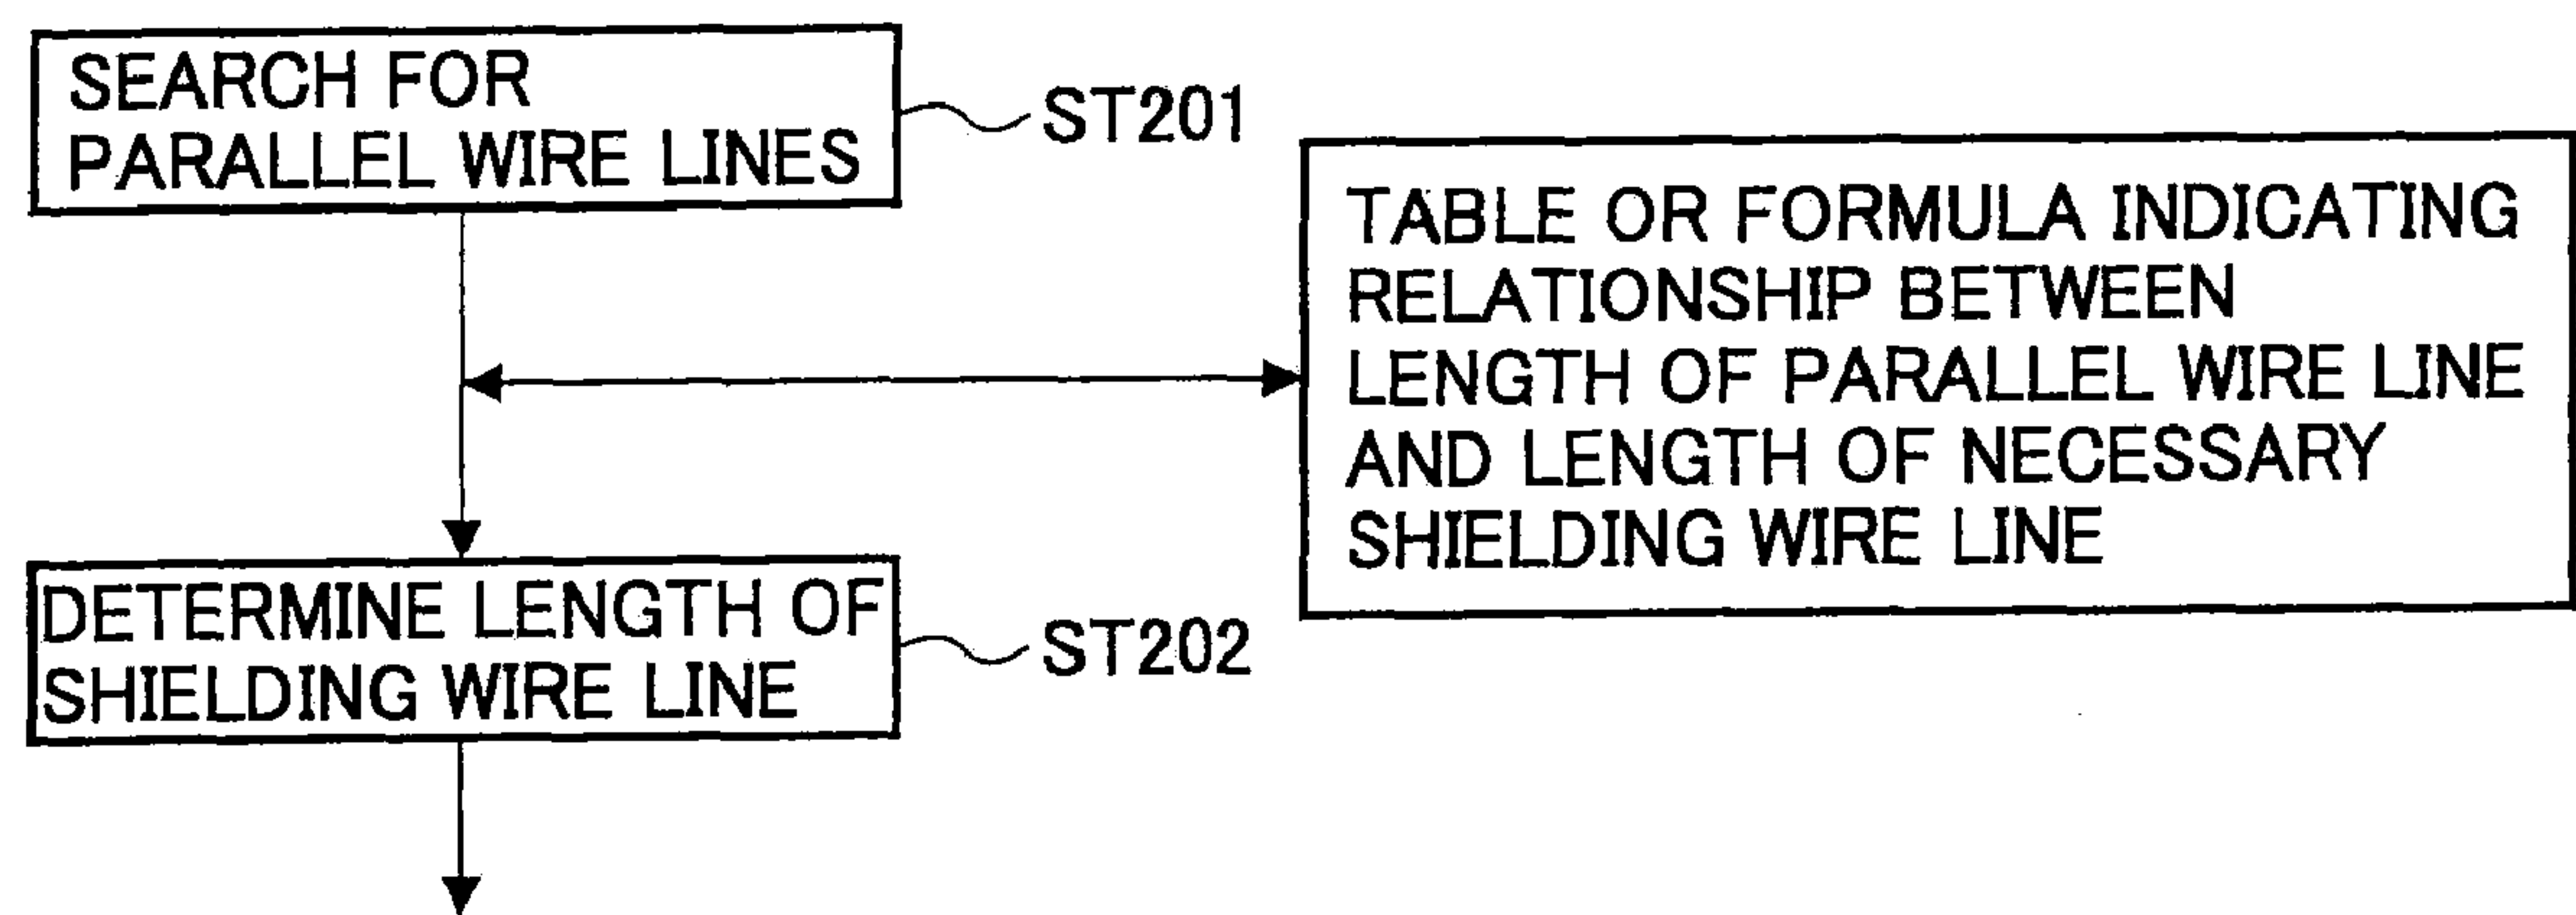 SEARCH FOR
PARALLEL WIRE LINES
ST201
TABLE OR FORMULA INDICATING
RELATIONSHIP BETWEEN
LENGTH OF PARALLEL WIRE LINE
AND LENGTH OF NECESSARY
SHIELDING WIRE LINE
DETERMINE LENGTH OF
SHIELDING WIRE LINE
ST202